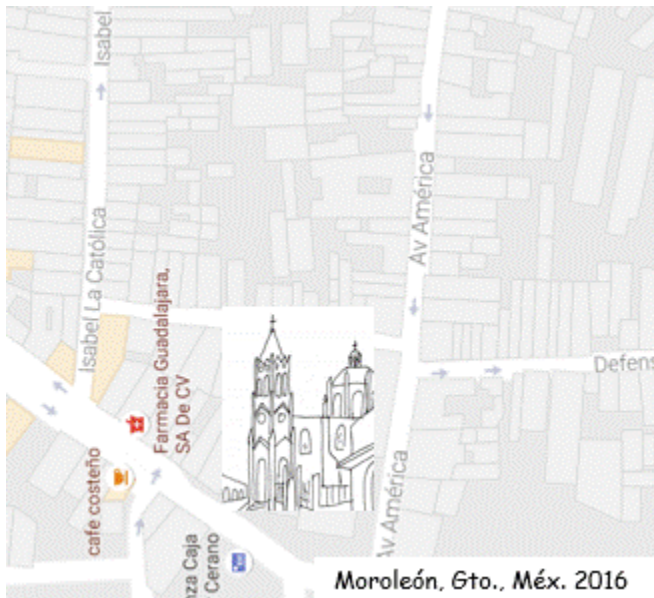 Isabel
Isabel La Católica
Av América
Farmacia Guadalajara,
SA De CV
Defens
cafe costeño
Av América
nza Caja
Cerano
Moroleón, Gto., Méx. 2016